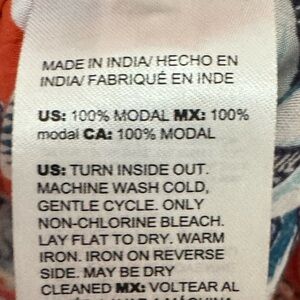 MADE IN INDIA/ HECHO EN
INDIA/ FABRIQUÉ EN INDE
US: 100% MODAL MX: 100%
modal CA: 100% MODAL
US: TURN INSIDE OUT.
MACHINE WASH COLD,
GENTLE CYCLE. ONLY
NON-CHLORINE BLEACH.
LAY FLAT TO DRY. WARM
IRON. IRON ON REVERSE
SIDE. MAY BE DRY
CLEANED MX: VOLTEAR AL